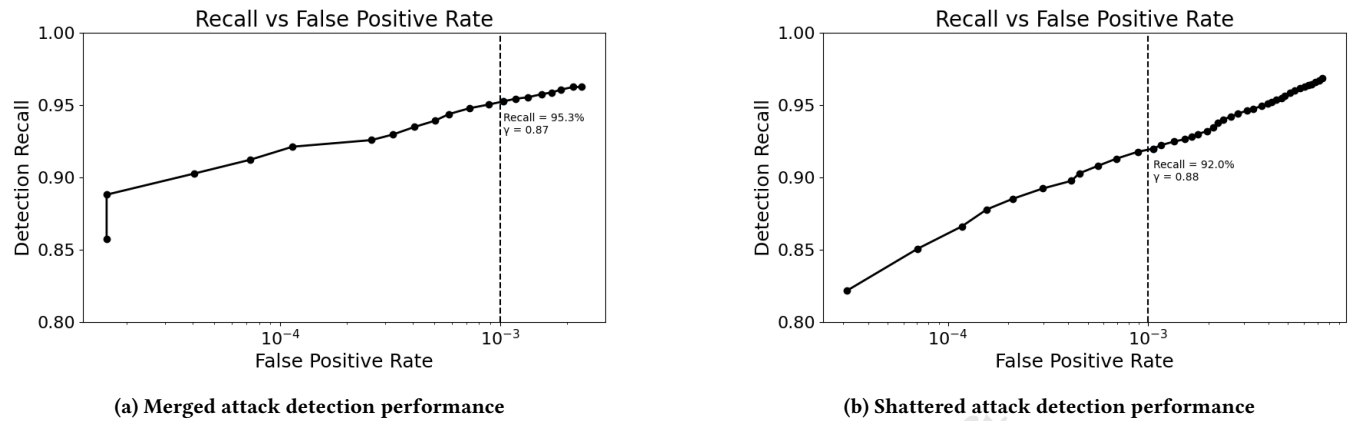 Recall vs False Positive Rate
1.00
0.95
0.90
0.85
0.80
Detection Recall
Recall = 95.3%
γ = 0.87
10⁻⁴
10⁻³
False Positive Rate
(a) Merged attack detection performance
Recall vs False Positive Rate
1.00
0.95
0.90
0.85
0.80
Detection Recall
Recall = 92.0%
γ = 0.88
10⁻⁴
10⁻³
False Positive Rate
(b) Shattered attack detection performance